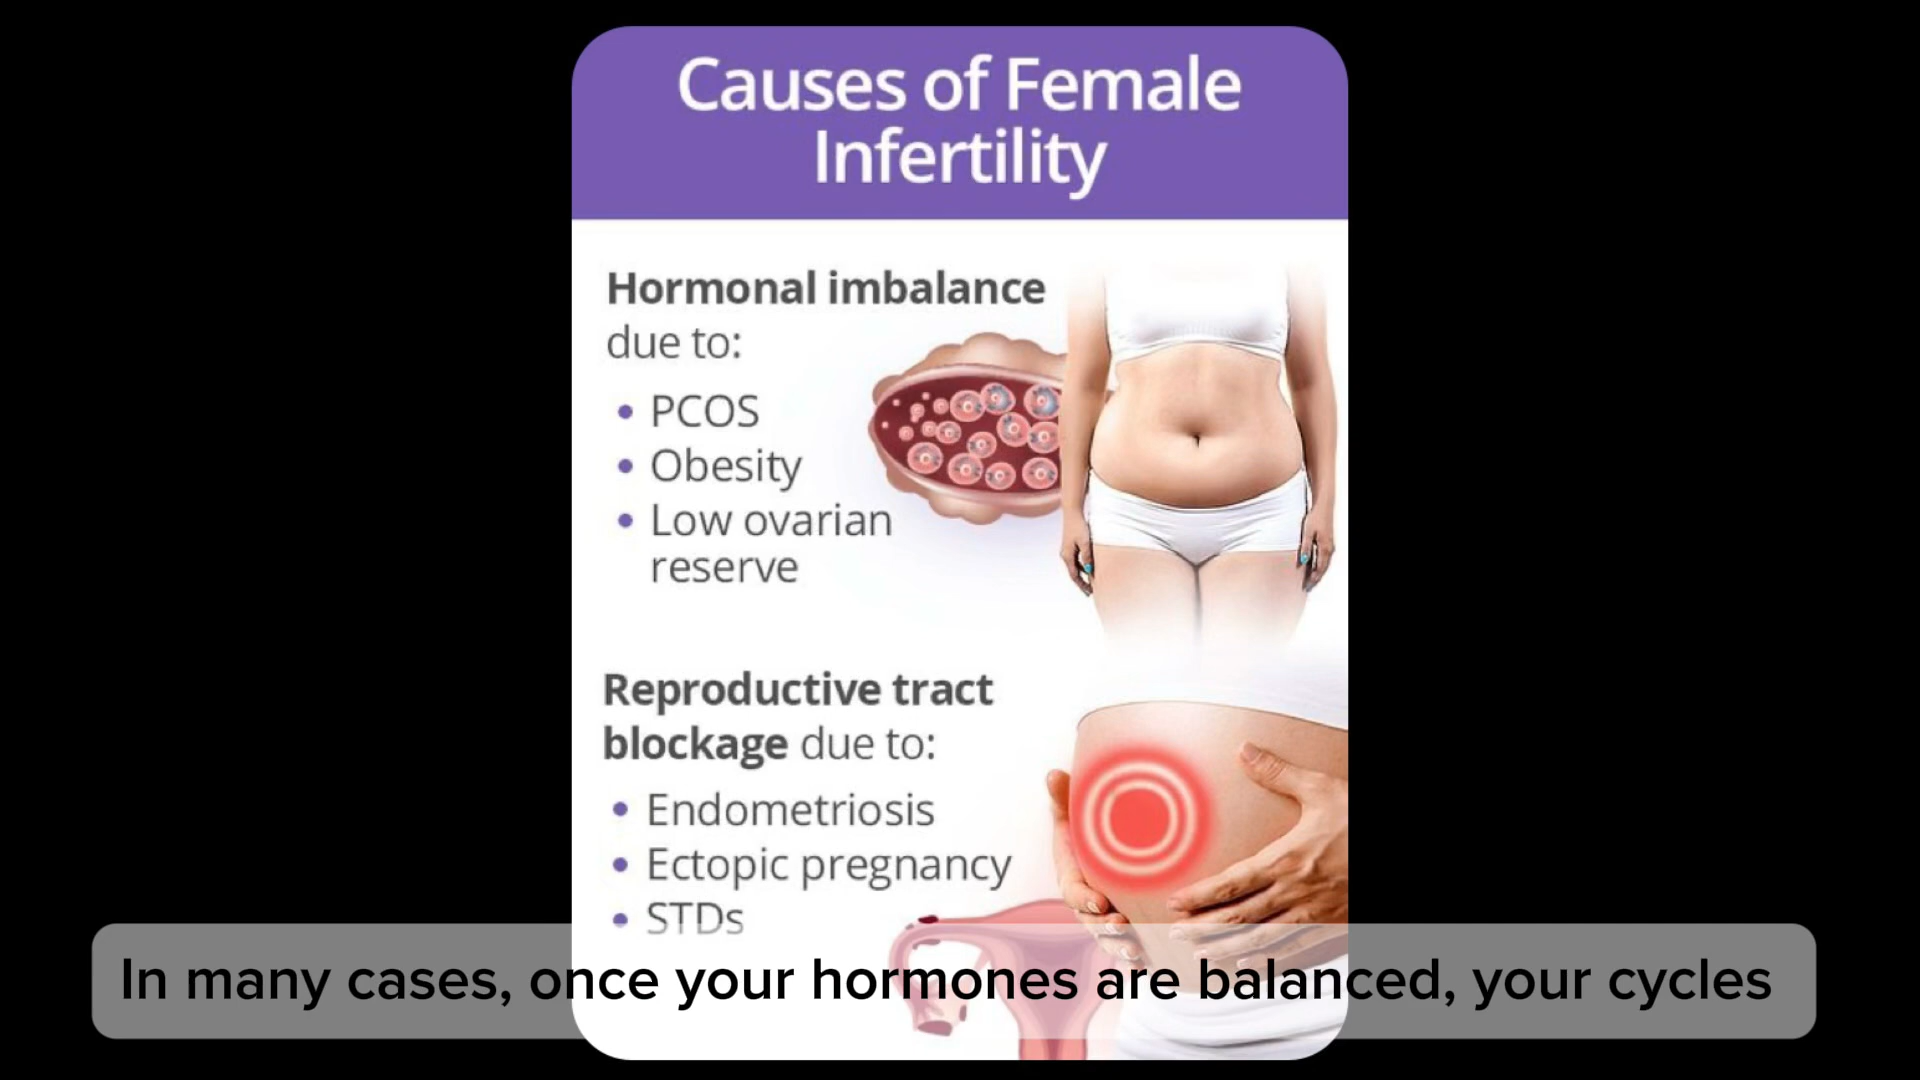 Causes of Female
Infertility
Hormonal imbalance
due to:
• PCOS
• Obesity
• Low ovarian
reserve
Reproductive tract
blockage due to:
• Endometriosis
• Ectopic pregnancy
• STDs
In many cases, once your hormones are balanced, your cycles